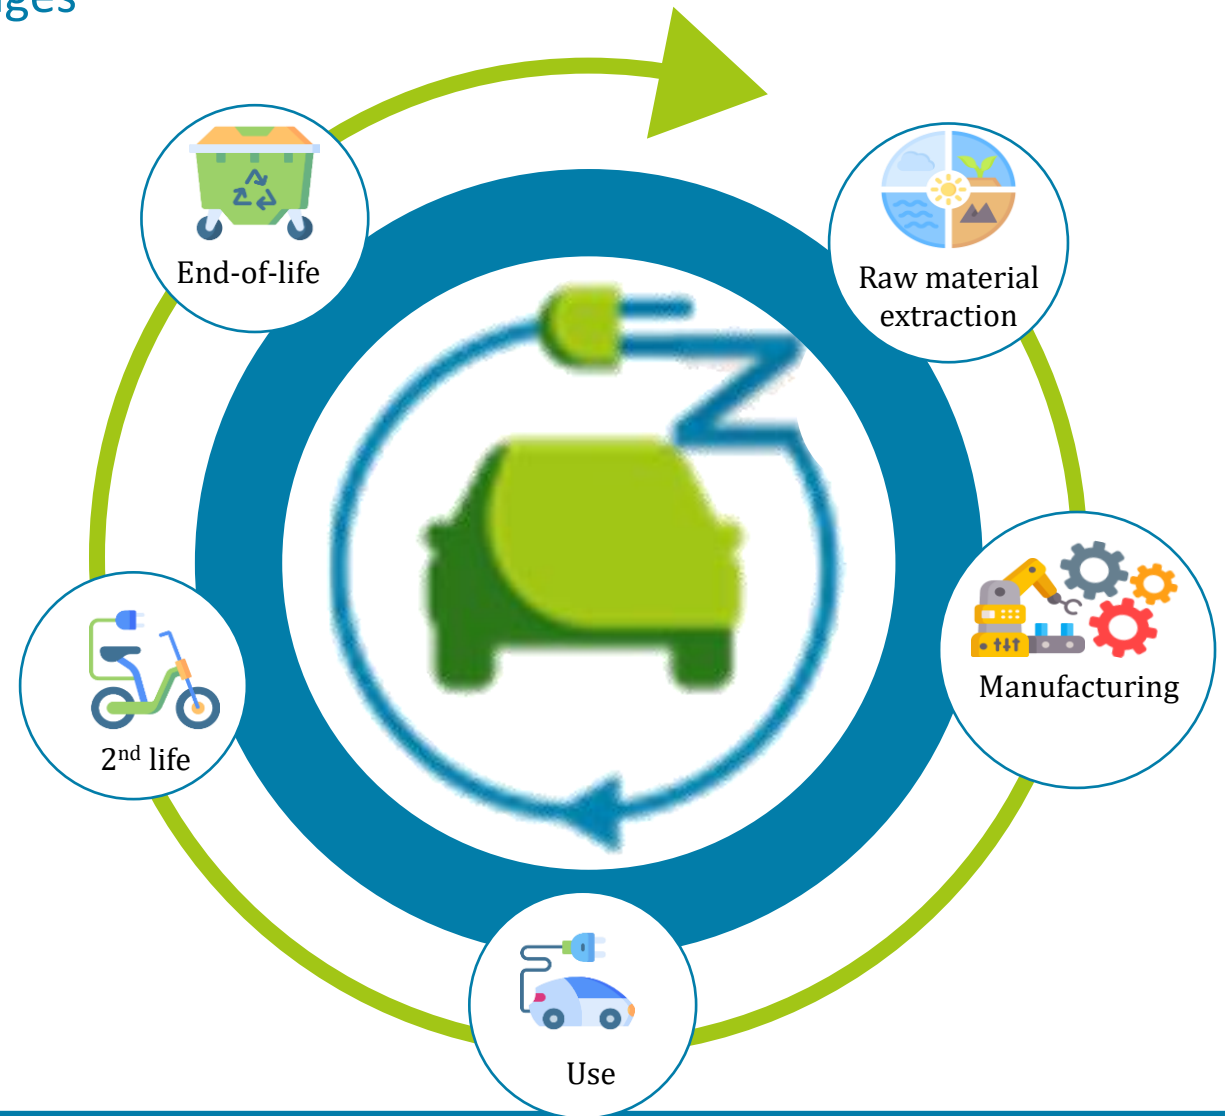 End-of-life
Raw material
extraction
Manufacturing
2nd life
Use